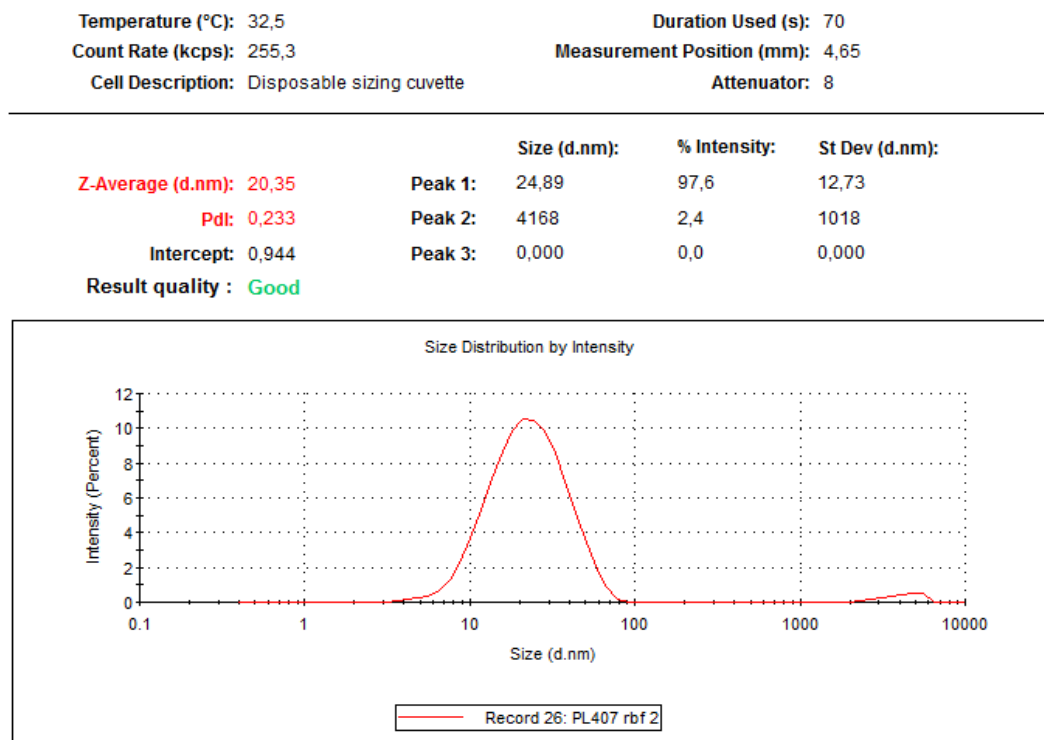 Temperature (°C): 32,5 Duration Used (s): 70
Count Rate (kcps): 255,3 Measurement Position (mm): 4,65
Cell Description: Disposable sizing cuvette Attenuator: 8
Size (d.nm): % Intensity: St Dev (d.nm):
Z-Average (d.nm): 20,35 Peak 1: 24,89 97,6 12,73
PdI: 0,233 Peak 2: 4168 2,4 1018
Intercept: 0,944 Peak 3: 0,000 0,0 0,000
Result quality : Good
Size Distribution by Intensity
12
10
8
6
4
2
0
Intensity (Percent)
0.1 1 10 100 1000 10000
Size (d.nm)
Record 26: PL407 rbf 2